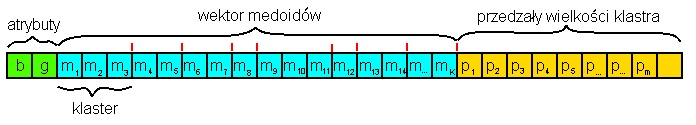 atrybuty wektor medoidów przedzały wielkości klastra
b g m1 m2 m3 m4 m5 m6 m7 m8 m9 m10 m11 m12 m13 m14 m... mK p1 p2 p3 p4 p5 p... p... pm
klaster